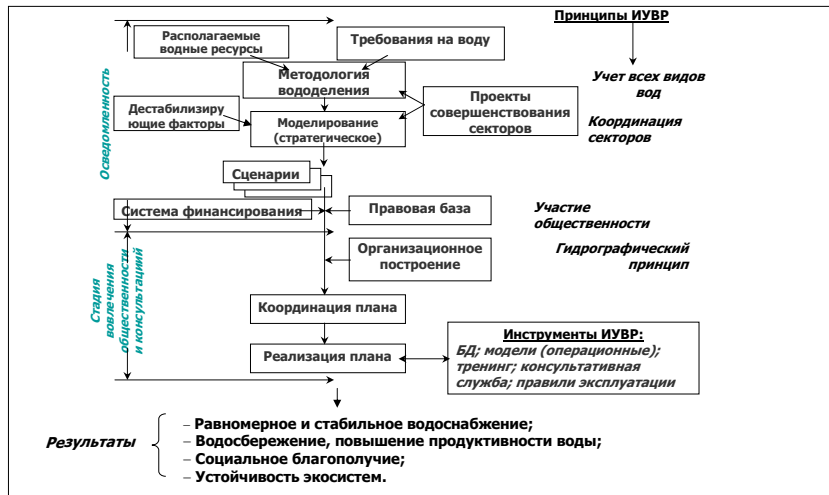 Принципы ИУВР
Располагаемые
водные ресурсы
Требования на воду
Методология
вододеления
Учет всех видов
вод
Дестабилизиру
ющие факторы
Моделирование
(стратегическое)
Проекты
совершенствования
секторов
Координация
секторов
Осведомленность
Сценарии
Система финансирования
Правовая база
Участие
общественности
Организационное
построение
Гидрографический
принцип
Стадия
вовлечения
общественности
и консультаций
Координация плана
Реализация плана
Инструменты ИУВР:
БД; модели (операционные);
тренинг; консультативная
служба; правили эксплуатации
Результаты
– Равномерное и стабильное водоснабжение;
– Водосбережение, повышение продуктивности воды;
– Социальное благополучие;
– Устойчивость экосистем.